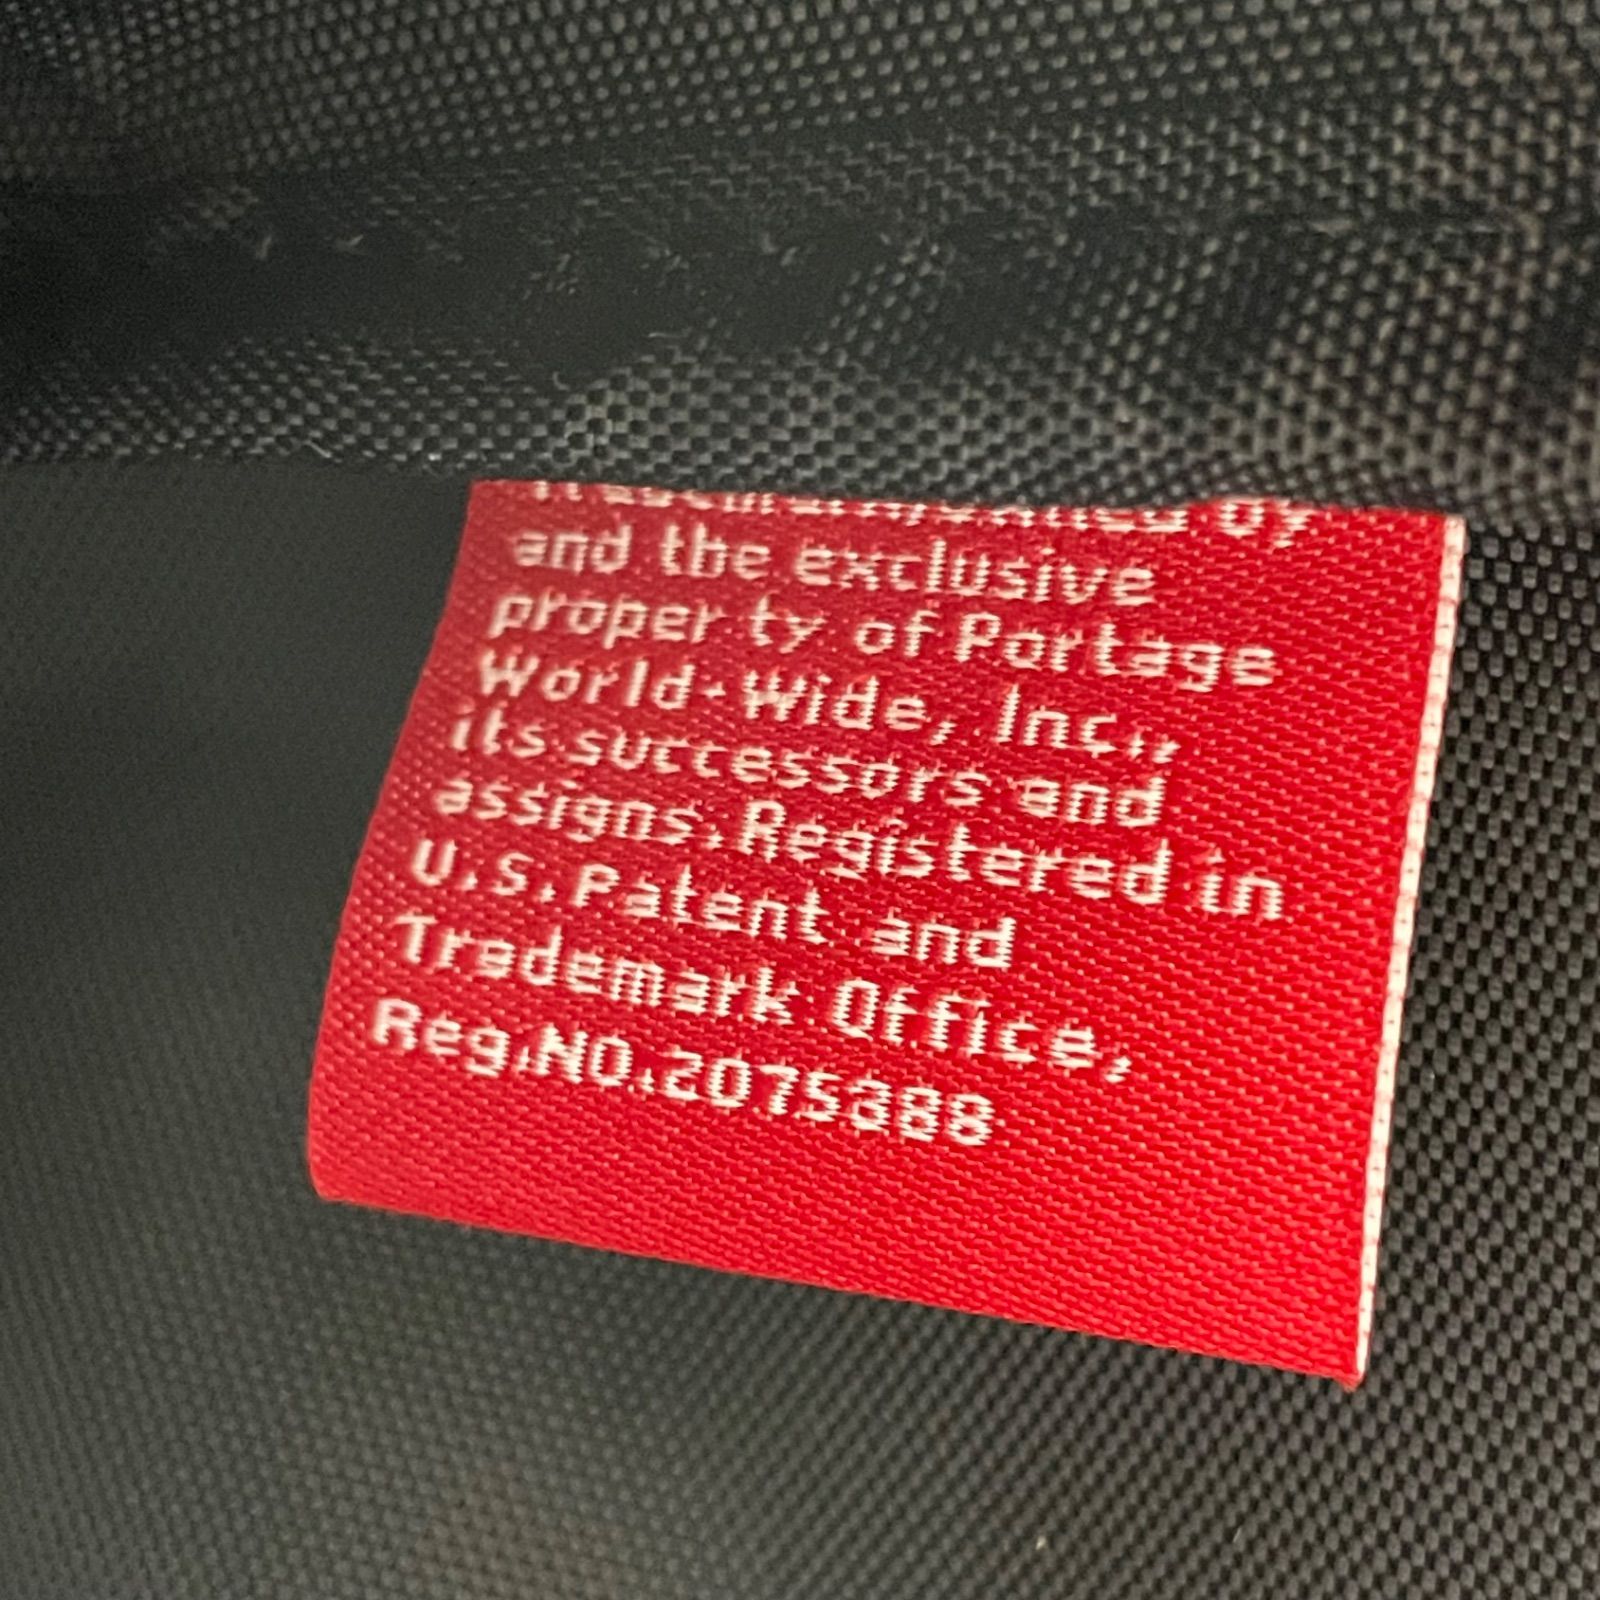 and the exclusive
property of Portage
World-Wide, Inc.,
its successors and
assigns. Registered in
U.S. Patent and
Trademark Office,
Reg.NO.2075388